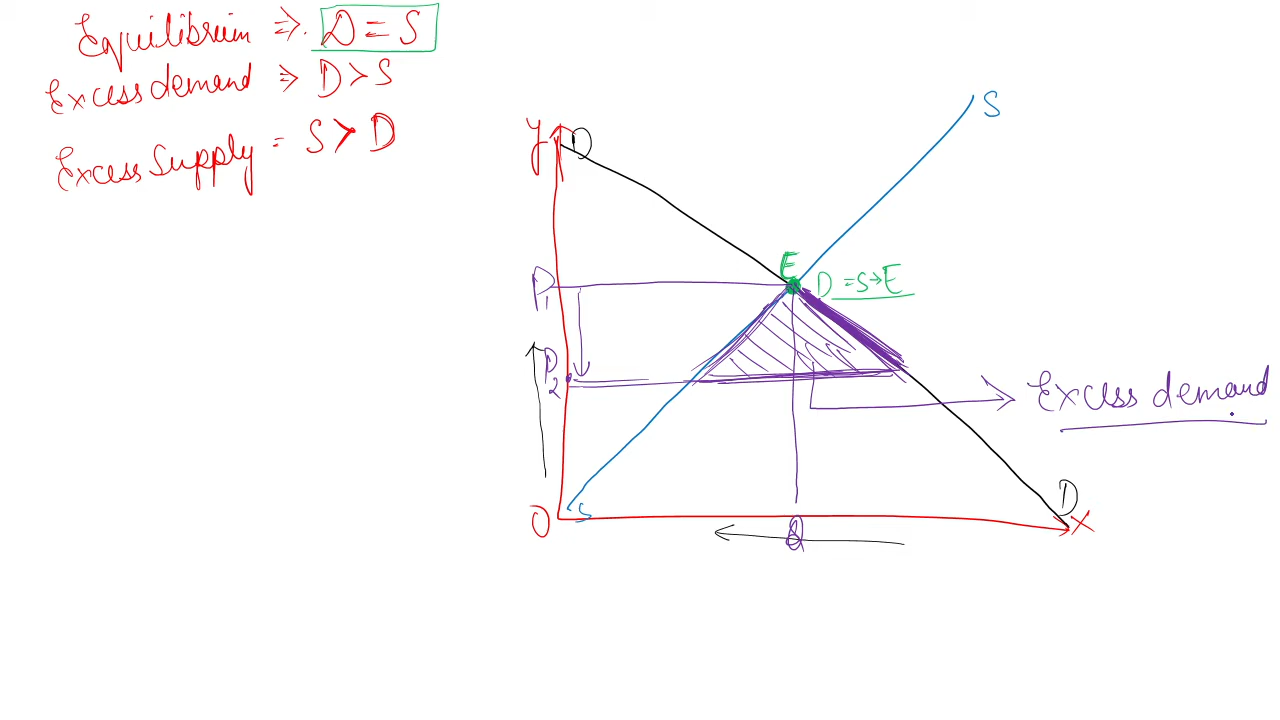 Equilibrium ⇒ D = S
Excess demand ⇒ D > S
Excess Supply = S > D
S
Y
D
E
P1
D = S → E
P2
Excess demand
D
O
S
X
Q